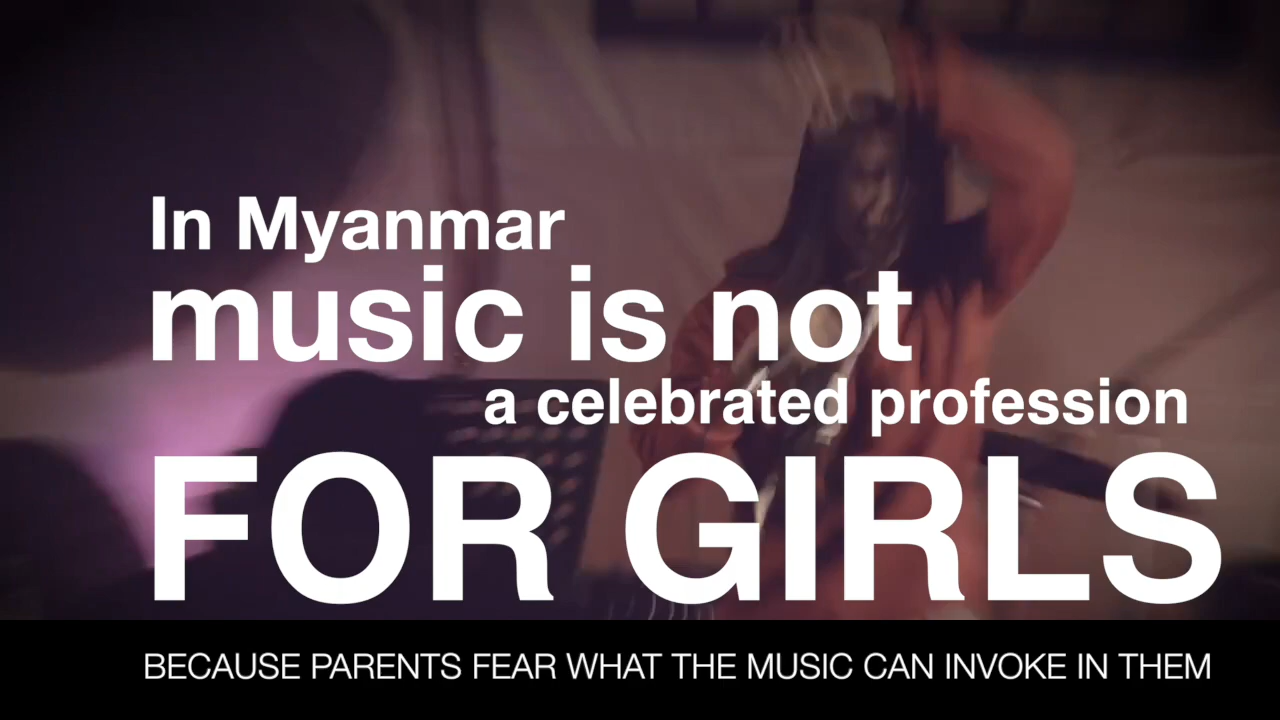 In Myanmar
music is not
a celebrated profession
FOR GIRLS
BECAUSE PARENTS FEAR WHAT THE MUSIC CAN INVOKE IN THEM